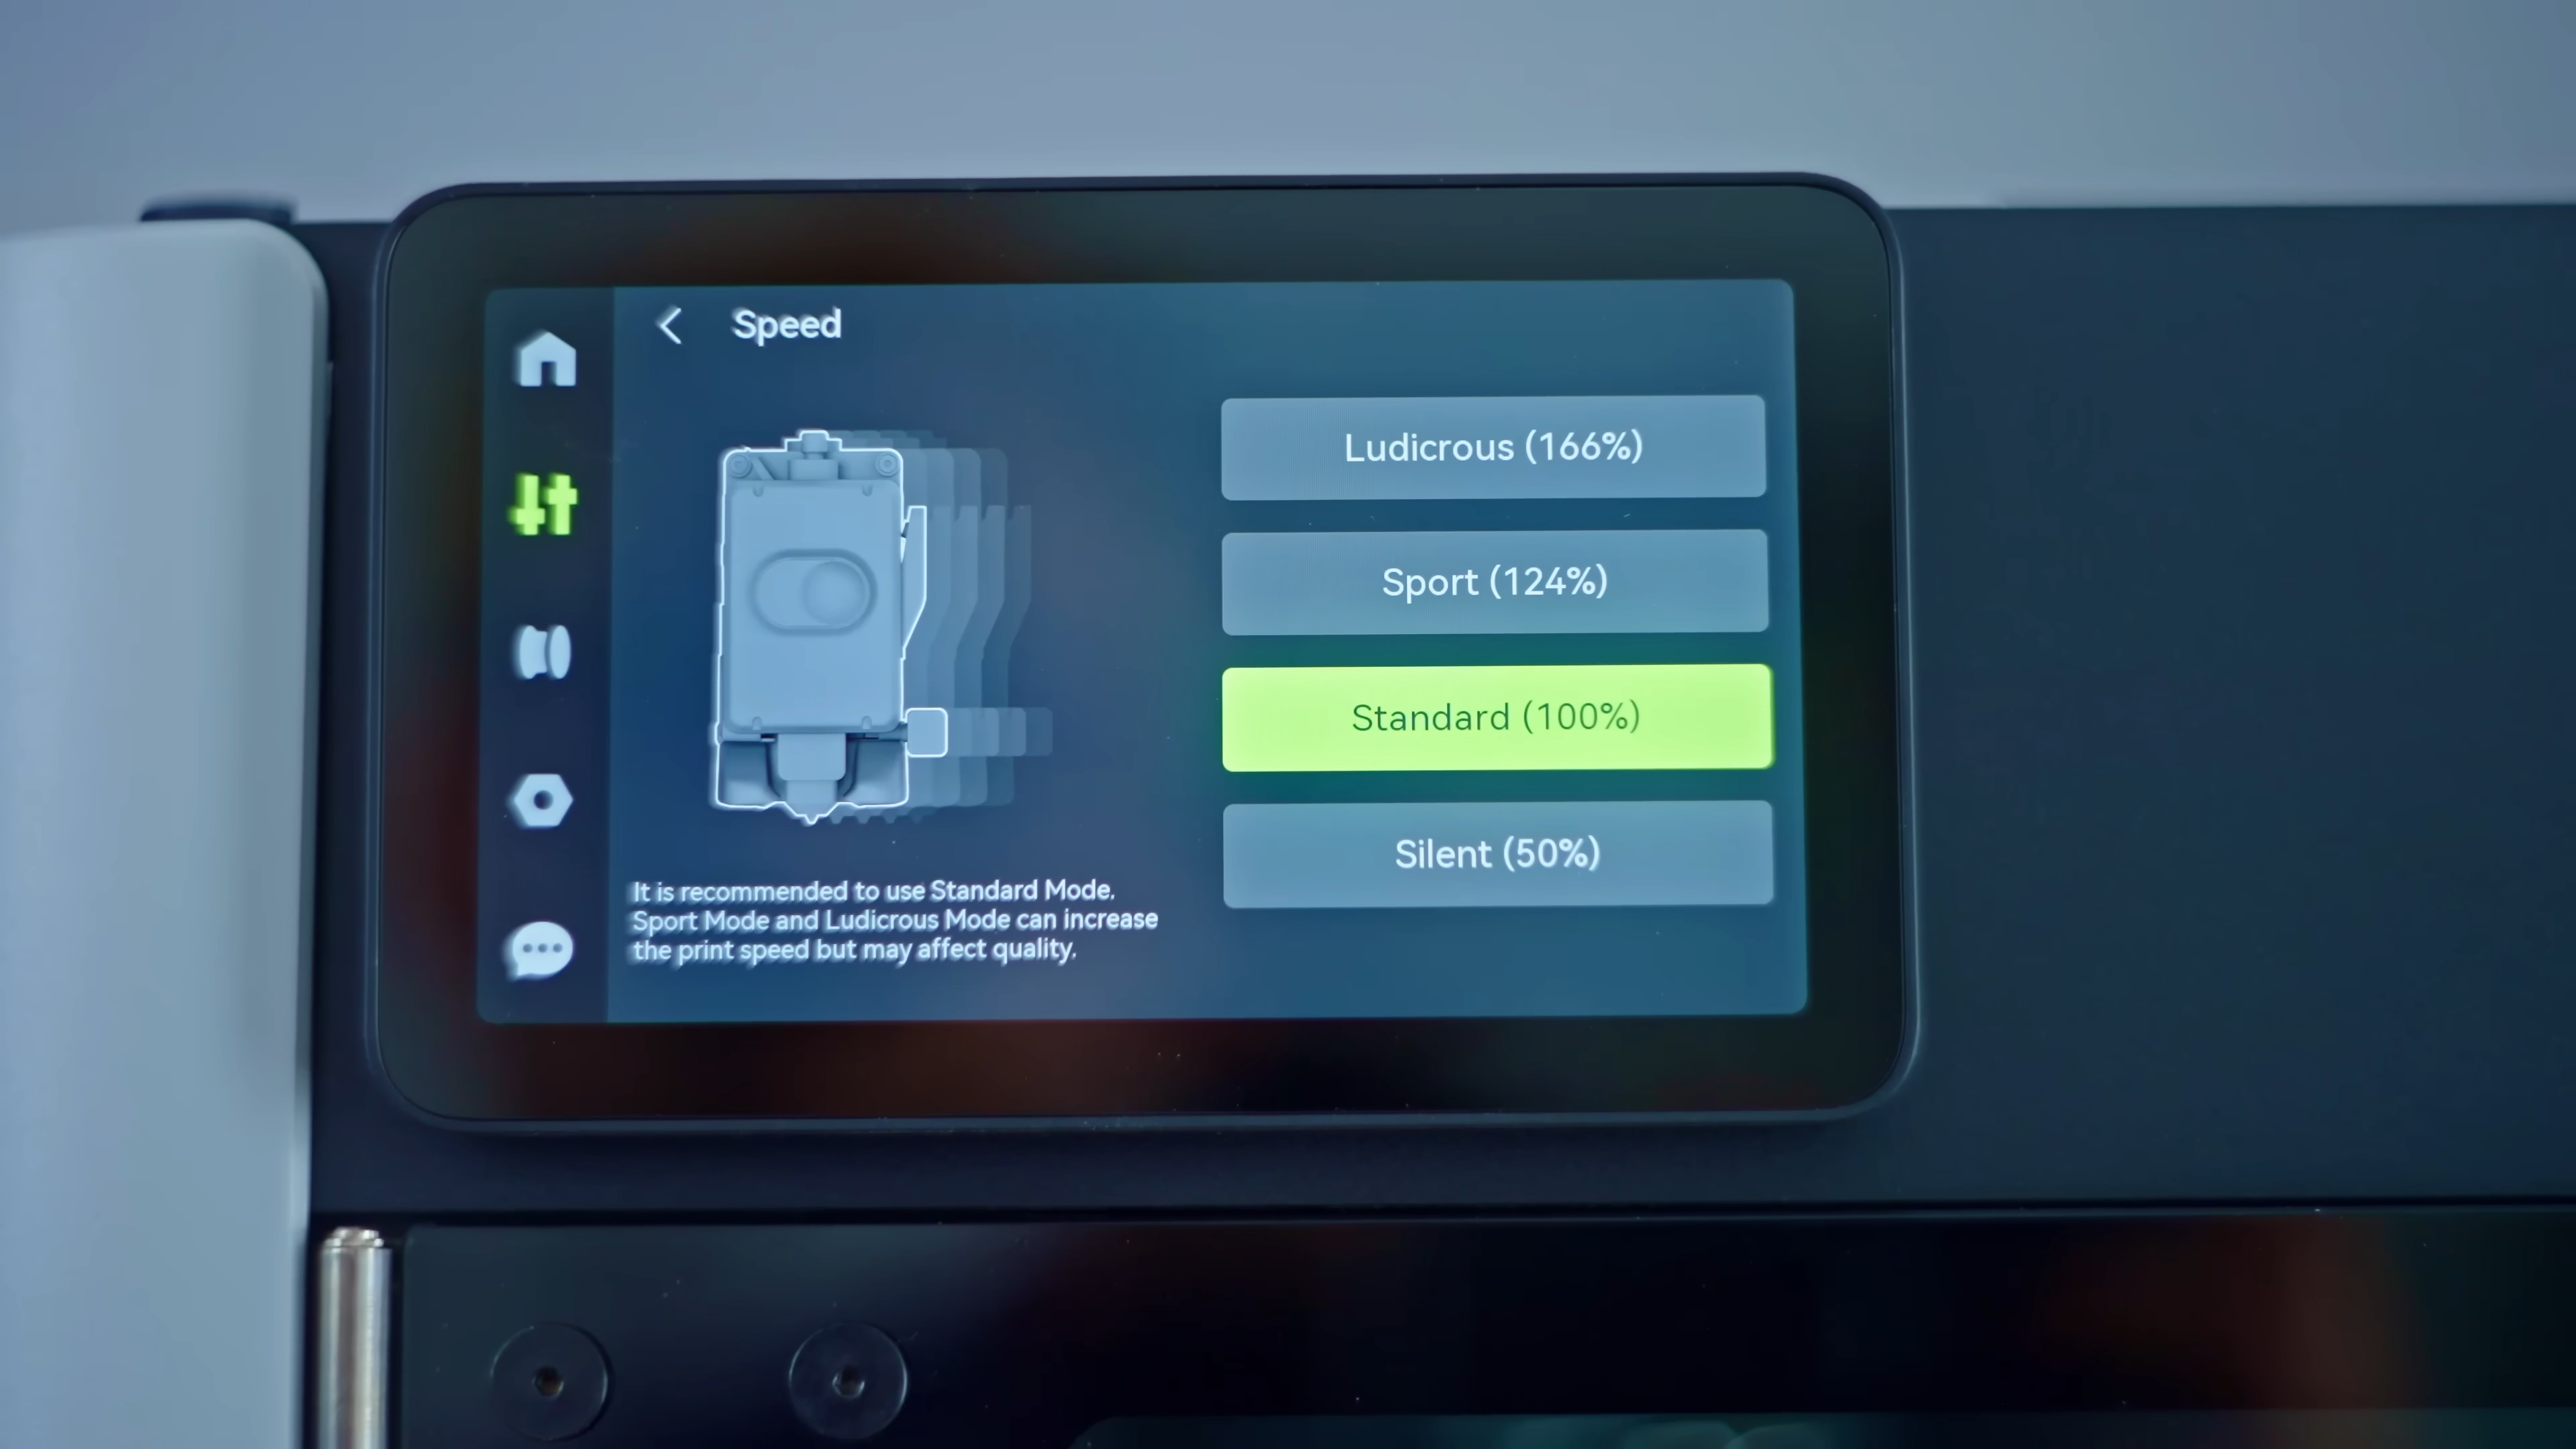 Speed
Ludicrous (166%)
Sport (124%)
Standard (100%)
Silent (50%)
It is recommended to use Standard Mode.
Sport Mode and Ludicrous Mode can increase
the print speed but may affect quality.